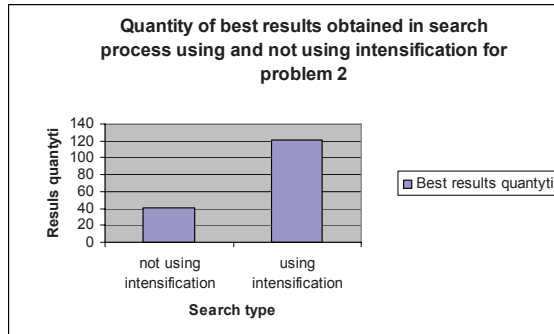 Quantity of best results obtained in search
process using and not using intensification for
problem 2
Resuls quantyti
140
120
100
80
60
40
20
0
not using
intensification
using
intensification
Search type
Best results quantyti